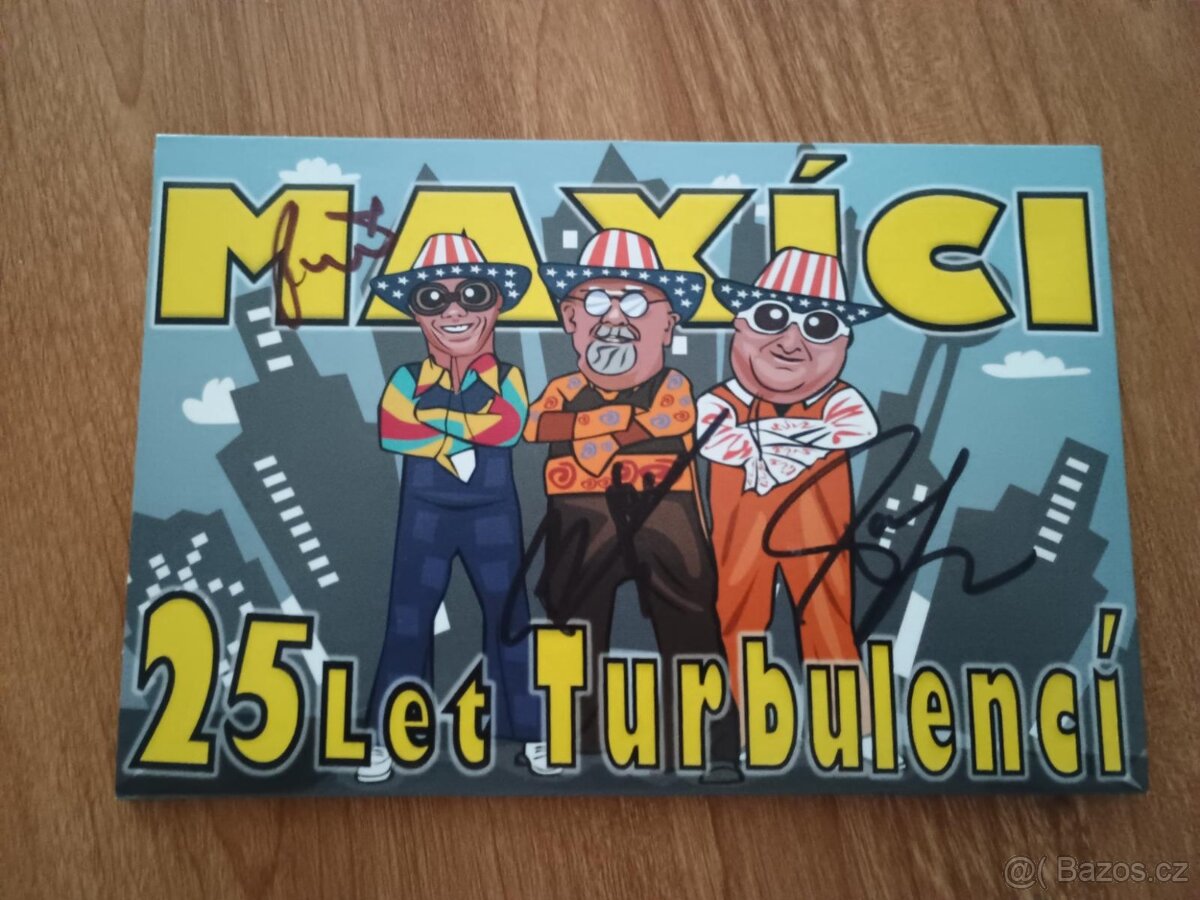 MAXÍCI
25 Let Turbulencí
@( Bazos.cz